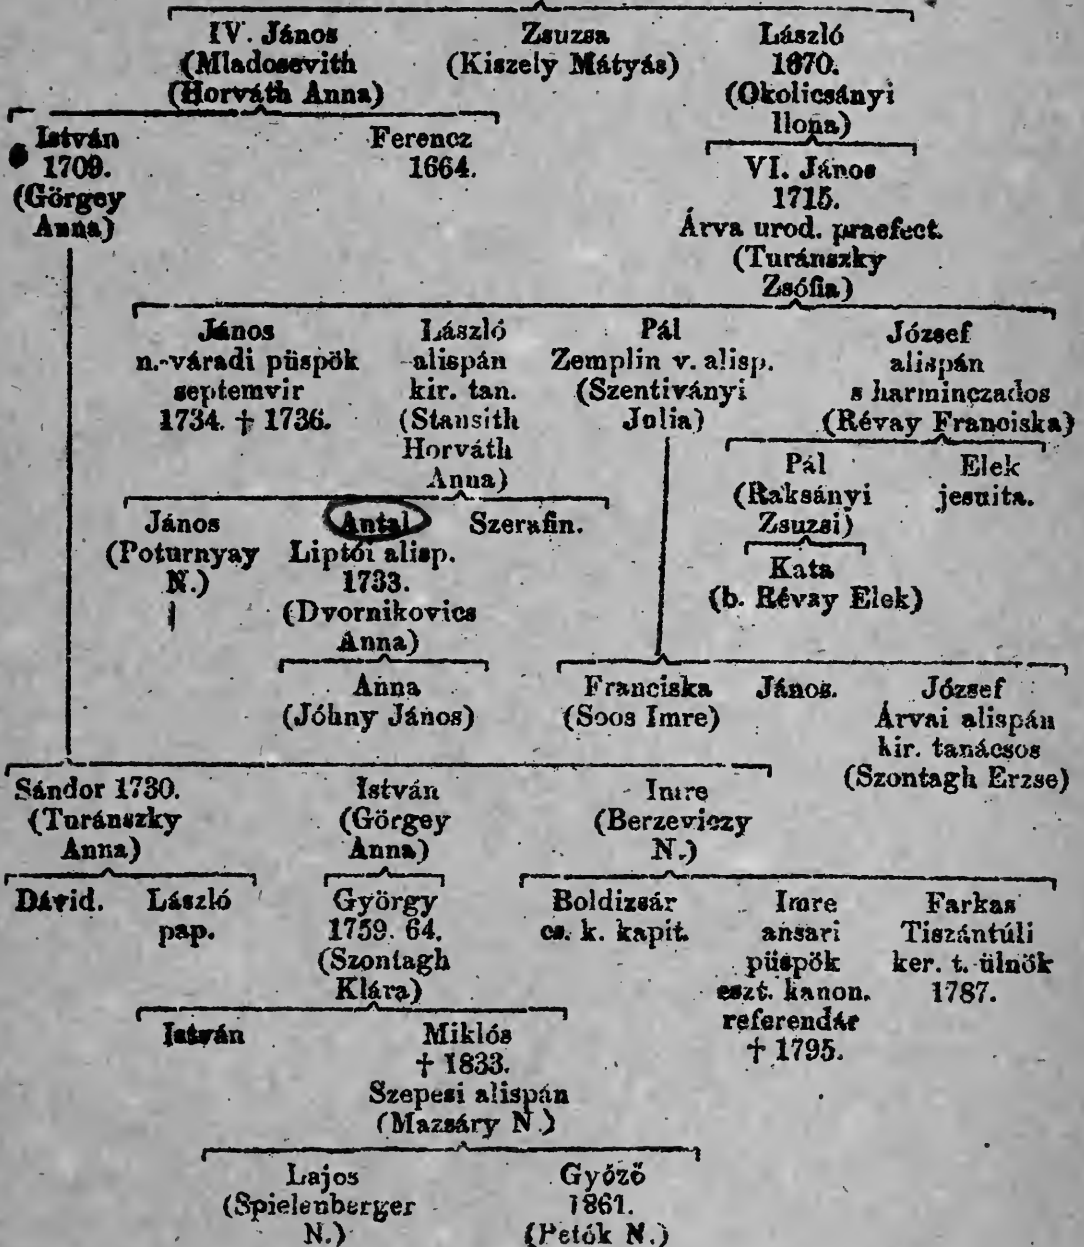 IV. János Zsuzsa László
(Mladosevith (Kiszely Mátyás) 1670.
(Horváth Anna) (Okolicsányi
Ilona)
István Ferencz VI. János
1709. 1664. 1715.
(Görgey Árva urod. praefect.
Anna) (Turánszky
Zsófia)
János László Pál József
n.-váradi püspök alispán Zemplin v. alisp. alispán
septemvir kir. tan. (Szentiványi s harminczados
1734. † 1736. (Stansith Julia) (Révay Franciska)
Horváth Pál Elek
Anna) (Raksányi jesuita.
Zsuzsi)
János Antal Szerafin.
(Poturnyay Liptói alisp. Kata
N.) 1733. (b. Révay Elek)
(Dvornikovics
Anna)
Anna Franciska János. József
(Jóhny János) (Soos Imre) Árvai alispán
kir. tanácsos
(Szontagh Erzse)
Sándor 1730. István Imre
(Turánszky (Görgey (Berzeviczy
Anna) Anna) N.)
Dávid. László György Boldizsár Imre Farkas
pap. 1759. 64. cs. k. kapit. ansari Tiszántúli
(Szontagh püspök ker. t. ülnök
Klára) eszt. kanon. 1787.
referendár
† 1795.
István Miklós
† 1833.
Szepesi alispán
(Mazsáry N.)
Lajos Győző
(Spielenberger 1861.
N.) (Petók N.)